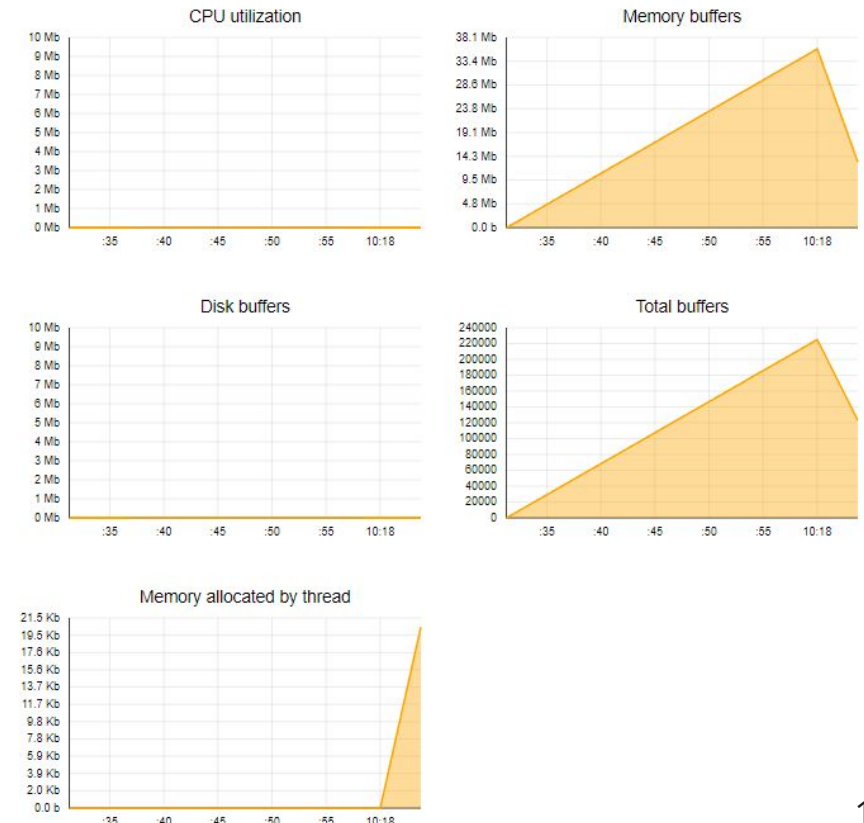 CPU utilization
10 Mb
9 Mb
8 Mb
7 Mb
6 Mb
5 Mb
4 Mb
3 Mb
2 Mb
1 Mb
0 Mb
:35 :40 :45 :50 :55 10:18
Memory buffers
38.1 Mb
33.4 Mb
28.6 Mb
23.8 Mb
19.1 Mb
14.3 Mb
9.5 Mb
4.8 Mb
0.0 b
:35 :40 :45 :50 :55 10:18
Disk buffers
10 Mb
9 Mb
8 Mb
7 Mb
6 Mb
5 Mb
4 Mb
3 Mb
2 Mb
1 Mb
0 Mb
:35 :40 :45 :50 :55 10:18
Total buffers
240000
220000
200000
180000
160000
140000
120000
100000
80000
60000
40000
20000
0
:35 :40 :45 :50 :55 10:18
Memory allocated by thread
21.5 Kb
19.5 Kb
17.6 Kb
15.6 Kb
13.7 Kb
11.7 Kb
9.8 Kb
7.8 Kb
5.9 Kb
3.9 Kb
2.0 Kb
0.0 b
:35 :40 :45 :50 :55 10:18